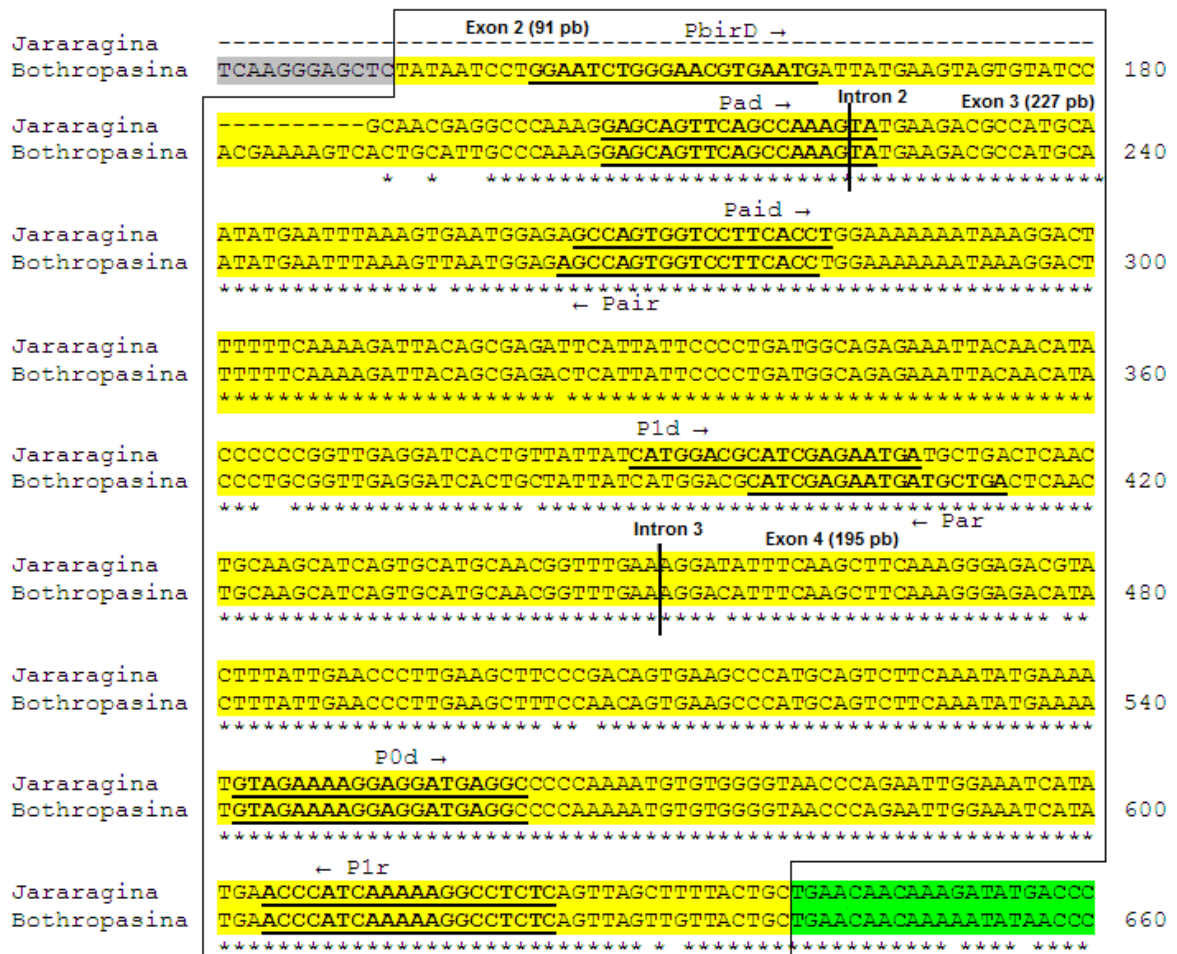 Exon 2 (91 pb) PbirD →
Jararagina ------------------------------------------------------------
Bothropasina TCAAGGGAGCTCTATAATCCTGGAATCTGGGAACGTGAATGATTATGAAGTAGTGTATCC 180
Pad → Intron 2 Exon 3 (227 pb)
Jararagina ----------GCAACGAGGCCCAAAGGAGCAGTTCAGCCAAAGTATGAAGACGCCATGCA
Bothropasina ACGAAAAGTCACTGCATTGCCCAAAGGAGCAGTTCAGCCAAAGTATGAAGACGCCATGCA 240
* * ******************************************
Paid →
Jararagina ATATGAATTTAAAGTGAATGGAGAGCCAGTGGTCCTTCACCTGGAAAAAAATAAAGGACT
Bothropasina ATATGAATTTAAAGTTAATGGAGAGCCAGTGGTCCTTCACCTGGAAAAAAATAAAGGACT 300
*************** ********************************************
← Pair
Jararagina TTTTTCAAAAGATTACAGCGAGATTCATTATTCCCCTGATGGCAGAGAAATTACAACATA
Bothropasina TTTTTCAAAAGATTACAGCGAGACTCATTATTCCCCTGATGGCAGAGAAATTACAACATA 360
*********************** ************************************
P1d →
Jararagina CCCCCCGGTTGAGGATCACTGTTATTATCATGGACGCATCGAGAATGATGCTGACTCAAC
Bothropasina CCCTGCGGTTGAGGATCACTGCTATTATCATGGACGCATCGAGAATGATGCTGACTCAAC 420
*** **************** **************************************
← Par
Intron 3 Exon 4 (195 pb)
Jararagina TGCAAGCATCAGTGCATGCAACGGTTTGAAAGGATATTTCAAGCTTCAAAGGGAGACGTA
Bothropasina TGCAAGCATCAGTGCATGCAACGGTTTGAAAGGACATTTCAAGCTTCAAAGGGAGACATA 480
********************************** ********************** **
Jararagina CTTTATTGAACCCTTGAAGCTTCCCGACAGTGAAGCCCATGCAGTCTTCAAATATGAAAA
Bothropasina CTTTATTGAACCCTTGAAGCTTTCCAACAGTGAAGCCCATGCAGTCTTCAAATATGAAAA 540
********************** ** **********************************
P0d →
Jararagina TGTAGAAAAGGAGGATGAGGCCCCCAAAATGTGTGGGGTAACCCAGAATTGGAAATCATA
Bothropasina TGTAGAAAAGGAGGATGAGGCCCCAAAAATGTGTGGGGTAACCCAGAATTGGAAATCATA 600
************************************************************
← P1r
Jararagina TGAACCCATCAAAAAGGCCTCTCAGTTAGCTTTTACTGCTGAACAACAAAGATATGACCC
Bothropasina TGAACCCATCAAAAAGGCCTCTCAGTTAGTTGTTACTGCTGAACAACAAAAATATAACCC 660
***************************** * ****************** **** ****